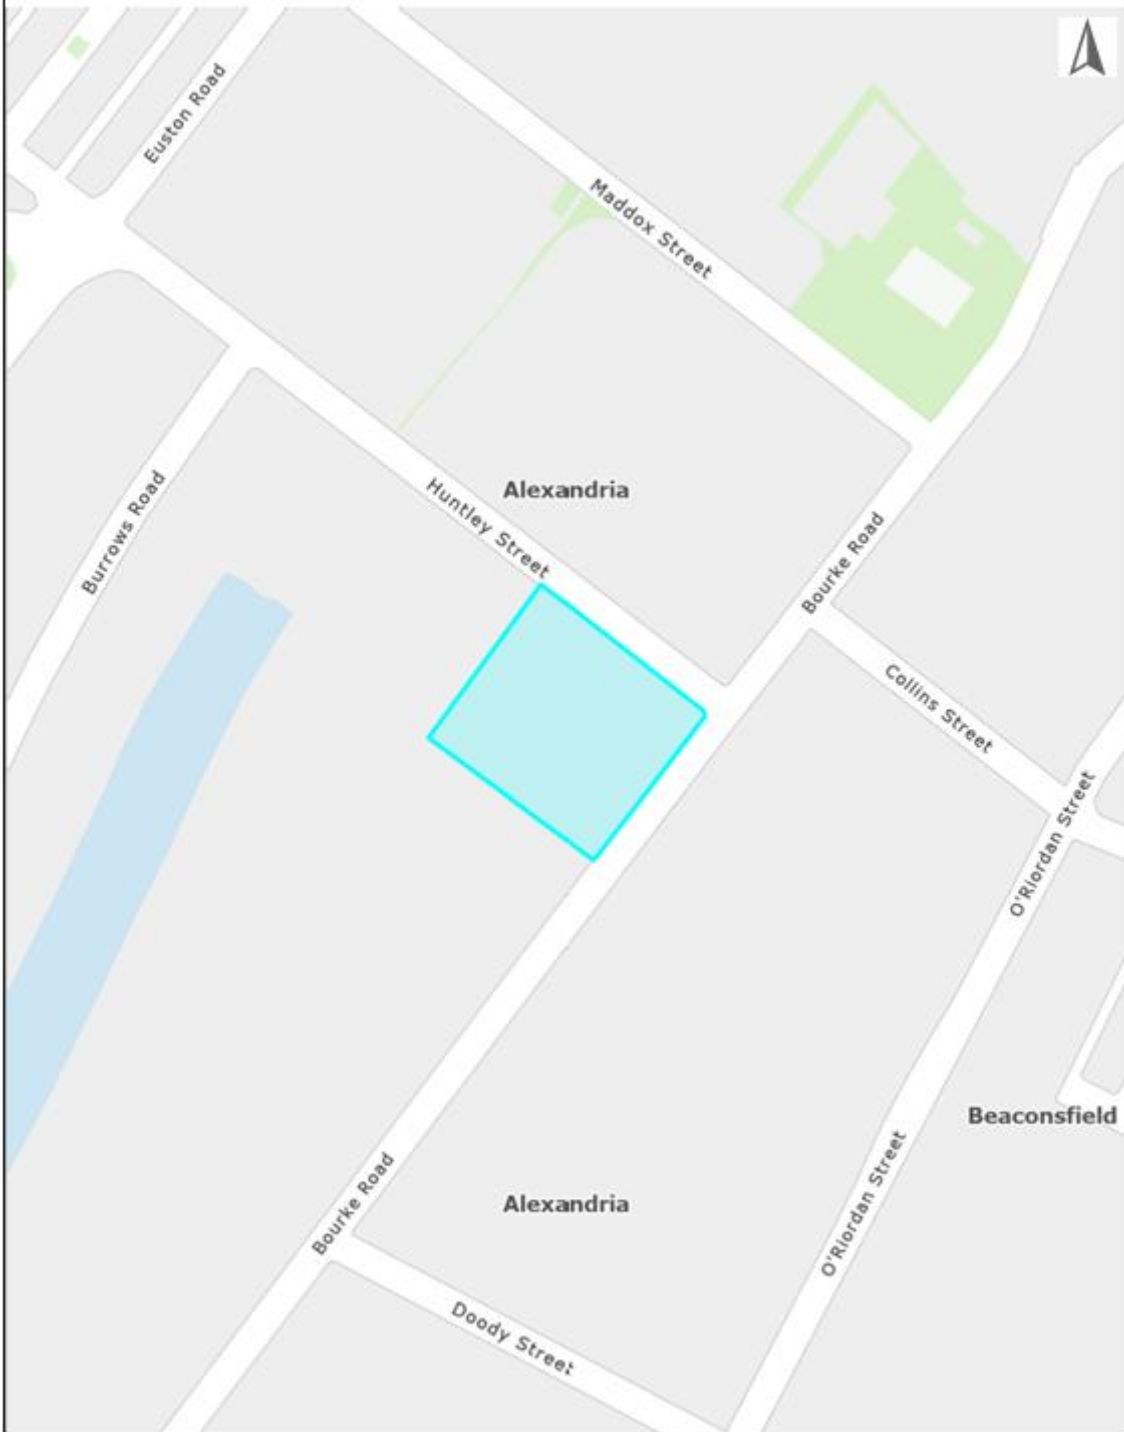 Euston Road
Maddox Street
Burrows Road
Huntley Street
Alexandria
Bourke Road
Collins Street
O'Riordan Street
Beaconsfield
Bourke Road
Alexandria
O'Riordan Street
Doody Street